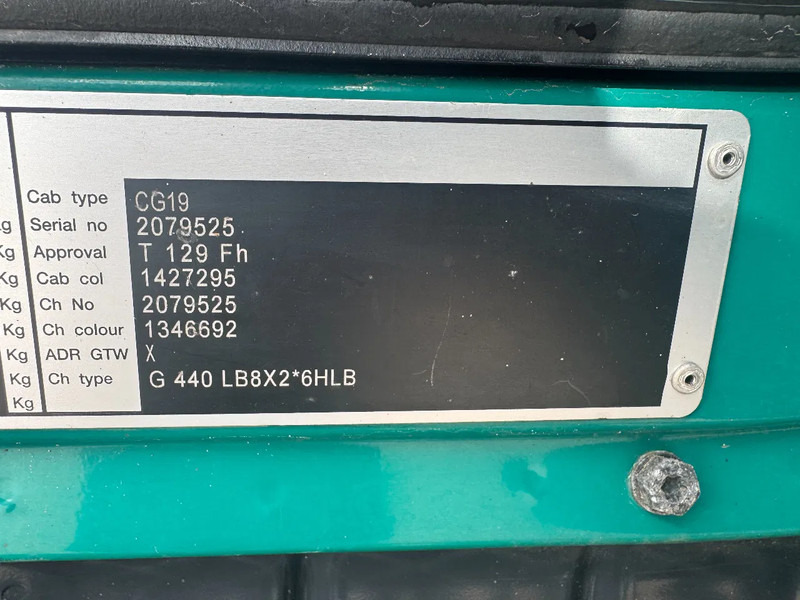 Cab type CG19
Kg Serial no 2079525
Kg Approval T 129 Fh
Kg Cab col 1427295
Kg Ch No 2079525
Kg Ch colour 1346692
Kg ADR GTW X
Kg Ch type G 440 LB8X2*6HLB
Kg